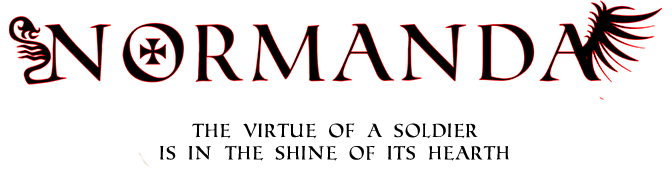 NORMANDA
THE VIRTUE OF A SOLDIER
IS IN THE SHINE OF ITS HEARTH